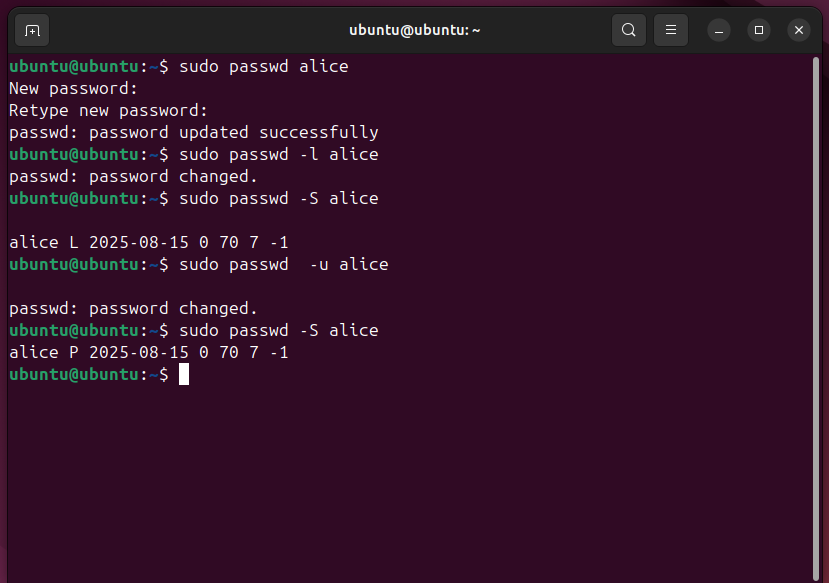 ubuntu@ubuntu: ~
ubuntu@ubuntu:~$ sudo passwd alice
New password:
Retype new password:
passwd: password updated successfully
ubuntu@ubuntu:~$ sudo passwd -l alice
passwd: password changed.
ubuntu@ubuntu:~$ sudo passwd -S alice
alice L 2025-08-15 0 70 7 -1
ubuntu@ubuntu:~$ sudo passwd  -u alice
passwd: password changed.
ubuntu@ubuntu:~$ sudo passwd -S alice
alice P 2025-08-15 0 70 7 -1
ubuntu@ubuntu:~$